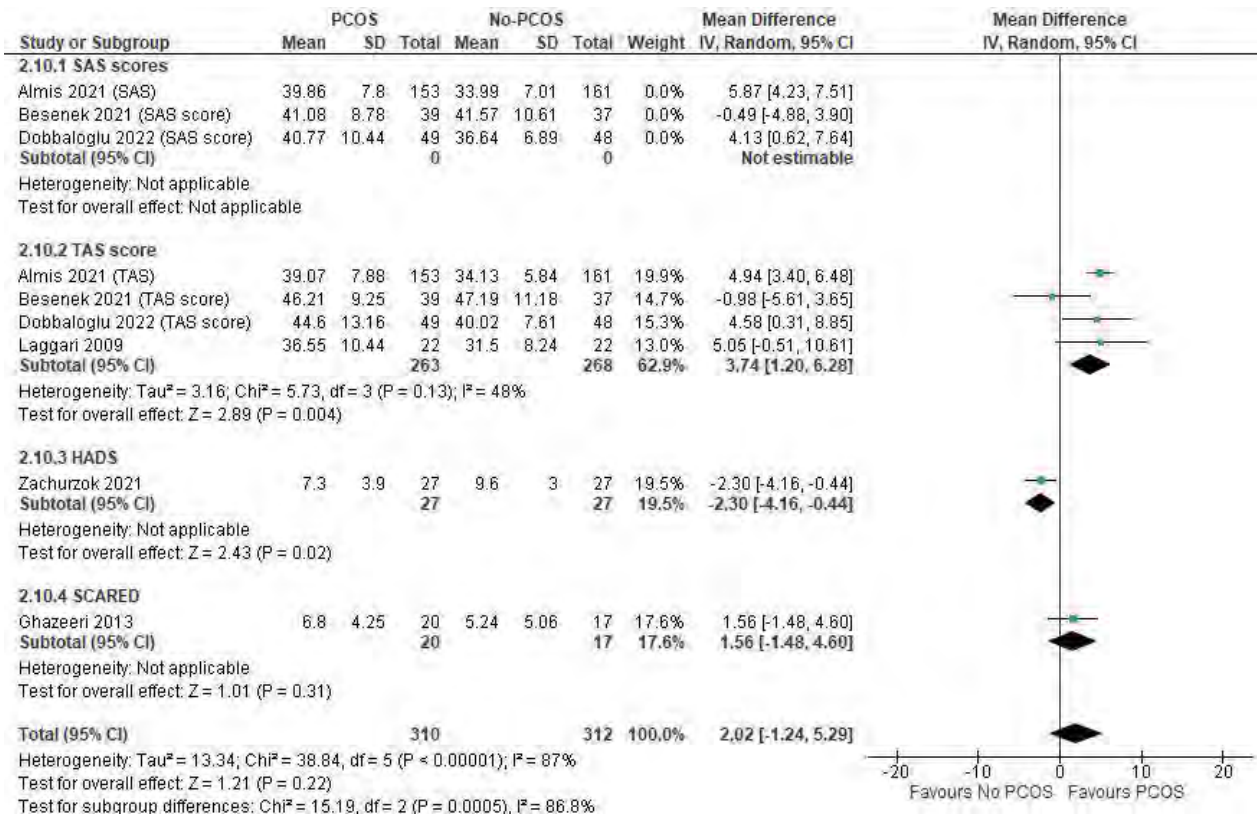 PCOS No-PCOS Mean Difference Mean Difference
Study or Subgroup Mean SD Total Mean SD Total Weight IV, Random, 95% CI IV, Random, 95% CI
2.10.1 SAS scores
Almis 2021 (SAS) 39.86 7.8 153 33.99 7.01 161 0.0% 5.87 [4.23, 7.51]
Besenek 2021 (SAS score) 41.08 8.78 39 41.57 10.61 37 0.0% -0.49 [-4.88, 3.90]
Dobbaloglu 2022 (SAS score) 40.77 10.44 49 36.64 6.89 48 0.0% 4.13 [0.62, 7.64]
Subtotal (95% CI) 0 0 Not estimable
Heterogeneity: Not applicable
Test for overall effect: Not applicable
2.10.2 TAS score
Almis 2021 (TAS) 39.07 7.88 153 34.13 5.84 161 19.9% 4.94 [3.40, 6.48]
Besenek 2021 (TAS score) 46.21 9.25 39 47.19 11.18 37 14.7% -0.98 [-5.61, 3.65]
Dobbaloglu 2022 (TAS score) 44.6 13.16 49 40.02 7.61 48 15.3% 4.58 [0.31, 8.85]
Laggari 2009 36.55 10.44 22 31.5 8.24 22 13.0% 5.05 [-0.51, 10.61]
Subtotal (95% CI) 263 268 62.9% 3.74 [1.20, 6.28]
Heterogeneity: Tau² = 3.16; Chi² = 5.73, df = 3 (P = 0.13); I² = 48%
Test for overall effect: Z = 2.89 (P = 0.004)
2.10.3 HADS
Zachurzok 2021 7.3 3.9 27 9.6 3 27 19.5% -2.30 [-4.16, -0.44]
Subtotal (95% CI) 27 27 19.5% -2.30 [-4.16, -0.44]
Heterogeneity: Not applicable
Test for overall effect: Z = 2.43 (P = 0.02)
2.10.4 SCARED
Ghazeeri 2013 6.8 4.25 20 5.24 5.06 17 17.6% 1.56 [-1.48, 4.60]
Subtotal (95% CI) 20 17 17.6% 1.56 [-1.48, 4.60]
Heterogeneity: Not applicable
Test for overall effect: Z = 1.01 (P = 0.31)
Total (95% CI) 310 312 100.0% 2.02 [-1.24, 5.29]
Heterogeneity: Tau² = 13.34; Chi² = 38.84, df = 5 (P < 0.00001); I² = 87%
Test for overall effect: Z = 1.21 (P = 0.22)
Test for subgroup differences: Chi² = 15.19, df = 2 (P = 0.0005), I² = 86.8%
-20 -10 0 10 20
Favours No PCOS Favours PCOS